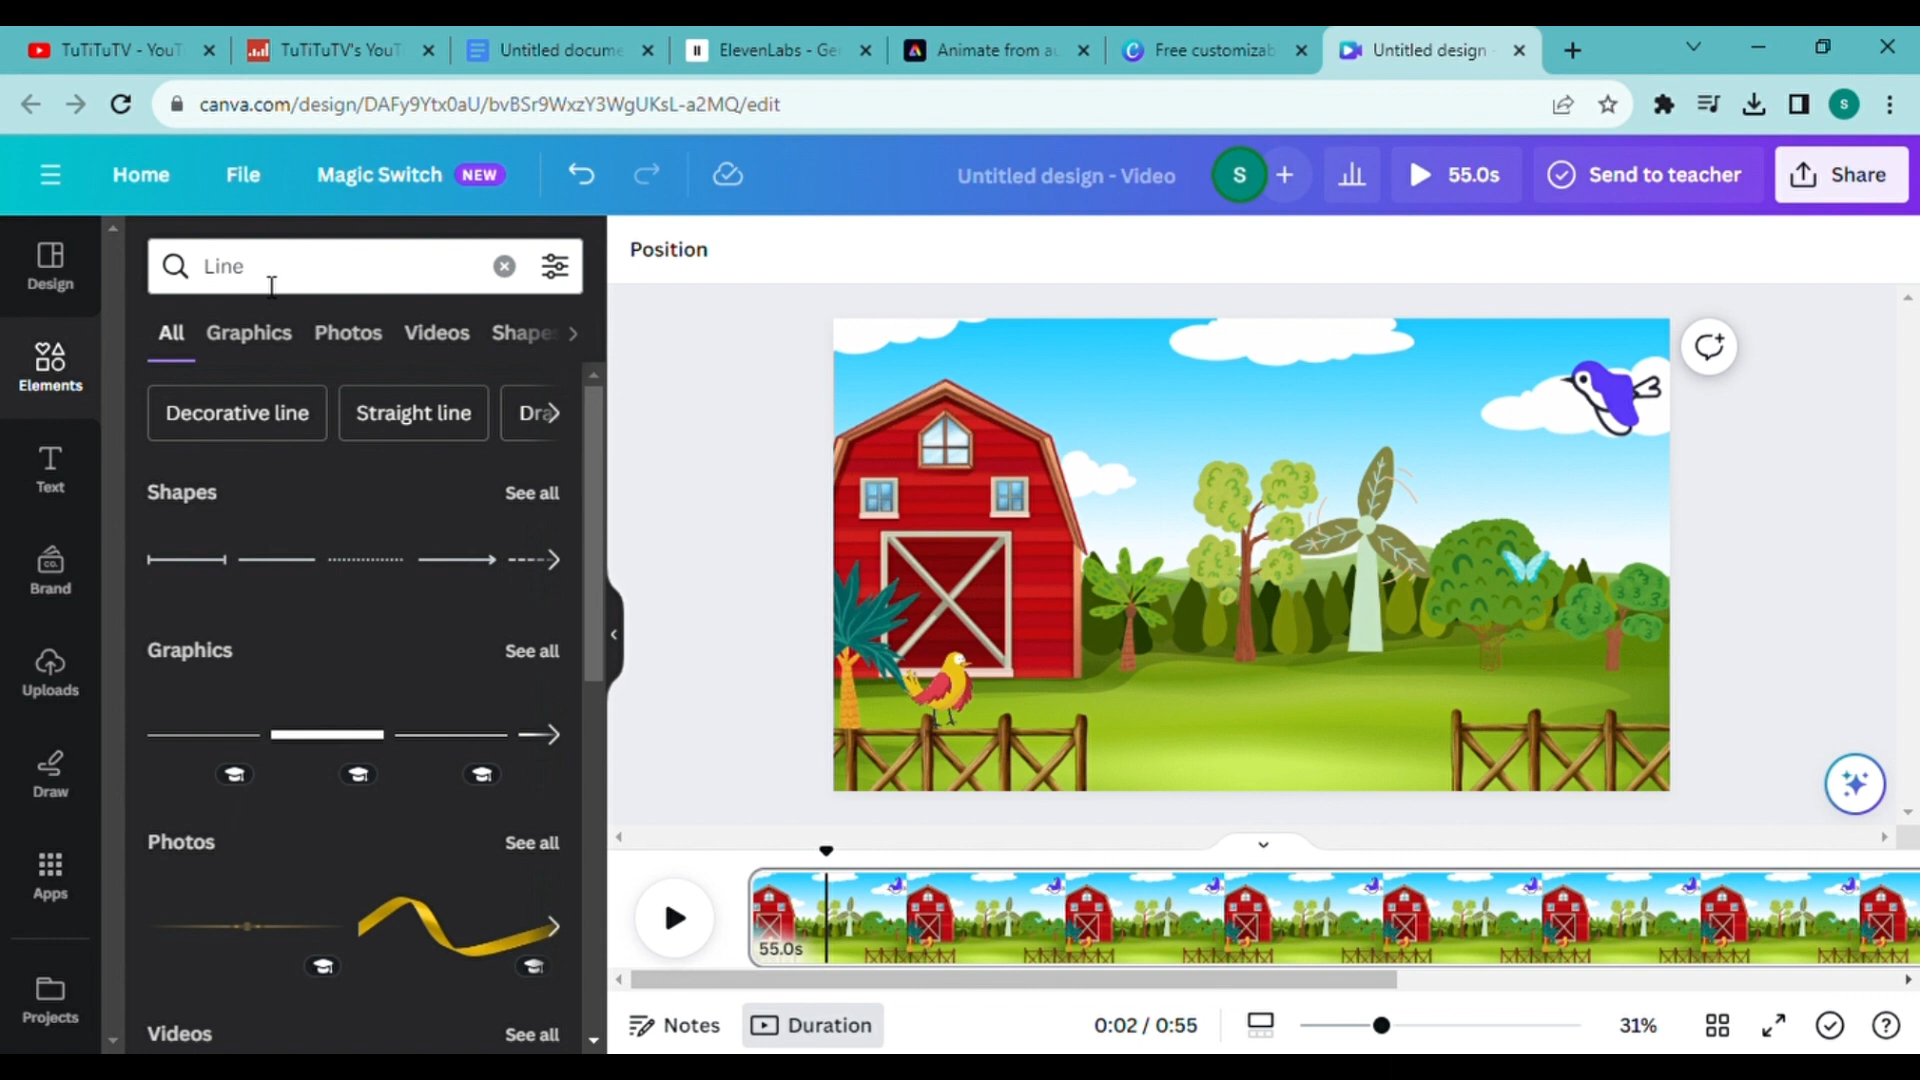 TuTiTuTV - YouT
TuTiTuTV's YouT
Untitled docume
ElevenLabs - Ge
Animate from au
Free customizab
Untitled design -
canva.com/design/DAFy9Ytx0aU/bvBSr9WxzY3WgUKsL-a2MQ/edit
S
Home
File
Magic Switch
NEW
Untitled design - Video
S
55.0s
Send to teacher
Share
Design
Elements
Text
CO.
Brand
Uploads
Draw
Apps
Projects
Line
All
Graphics
Photos
Videos
Shapes
Decorative line
Straight line
Dra
Shapes
See all
Graphics
See all
Photos
See all
Videos
See all
Position
55.0s
Notes
Duration
0:02 / 0:55
31%